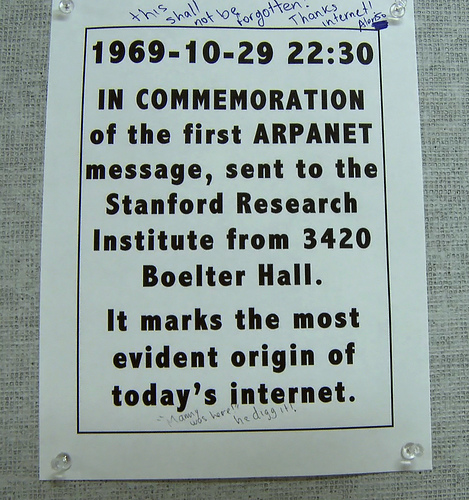 this shall not be forgotten! Thanks internet! Alonso
1969-10-29 22:30
IN COMMEMORATION
of the first ARPANET
message, sent to the
Stanford Research
Institute from 3420
Boelter Hall.
It marks the most
evident origin of
today's internet.
Manny was here! he digg it!